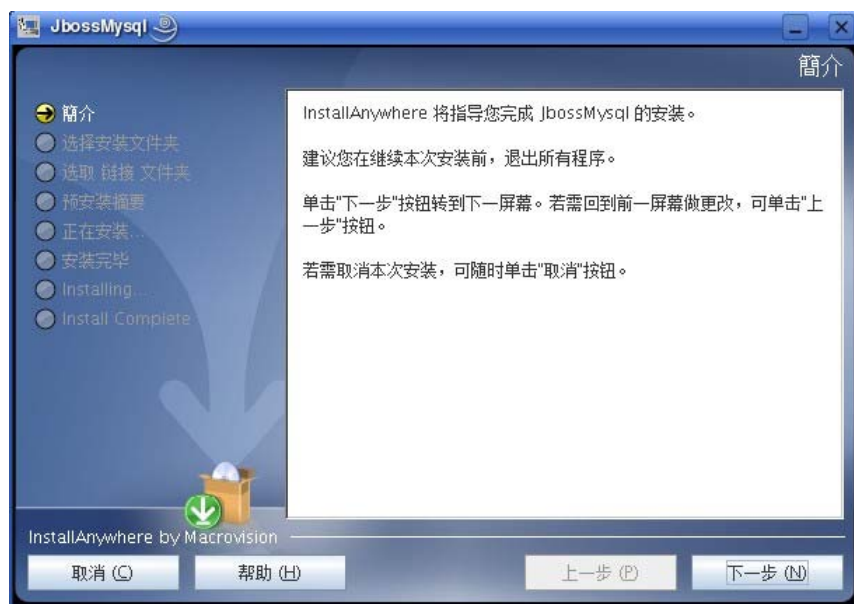 JbossMysql
簡介
簡介
选择安装文件夹
选取 链接 文件夹
预安装摘要
正在安装...
安装完毕
Installing...
Install Complete
InstallAnywhere 将指导您完成 JbossMysql 的安装。
建议您在继续本次安装前，退出所有程序。
单击"下一步"按钮转到下一屏幕。若需回到前一屏幕做更改，可单击"上
一步"按钮。
若需取消本次安装，可随时单击"取消"按钮。
InstallAnywhere by Macrovision
取消 (C)
帮助 (H)
上一步 (P)
下一步 (N)